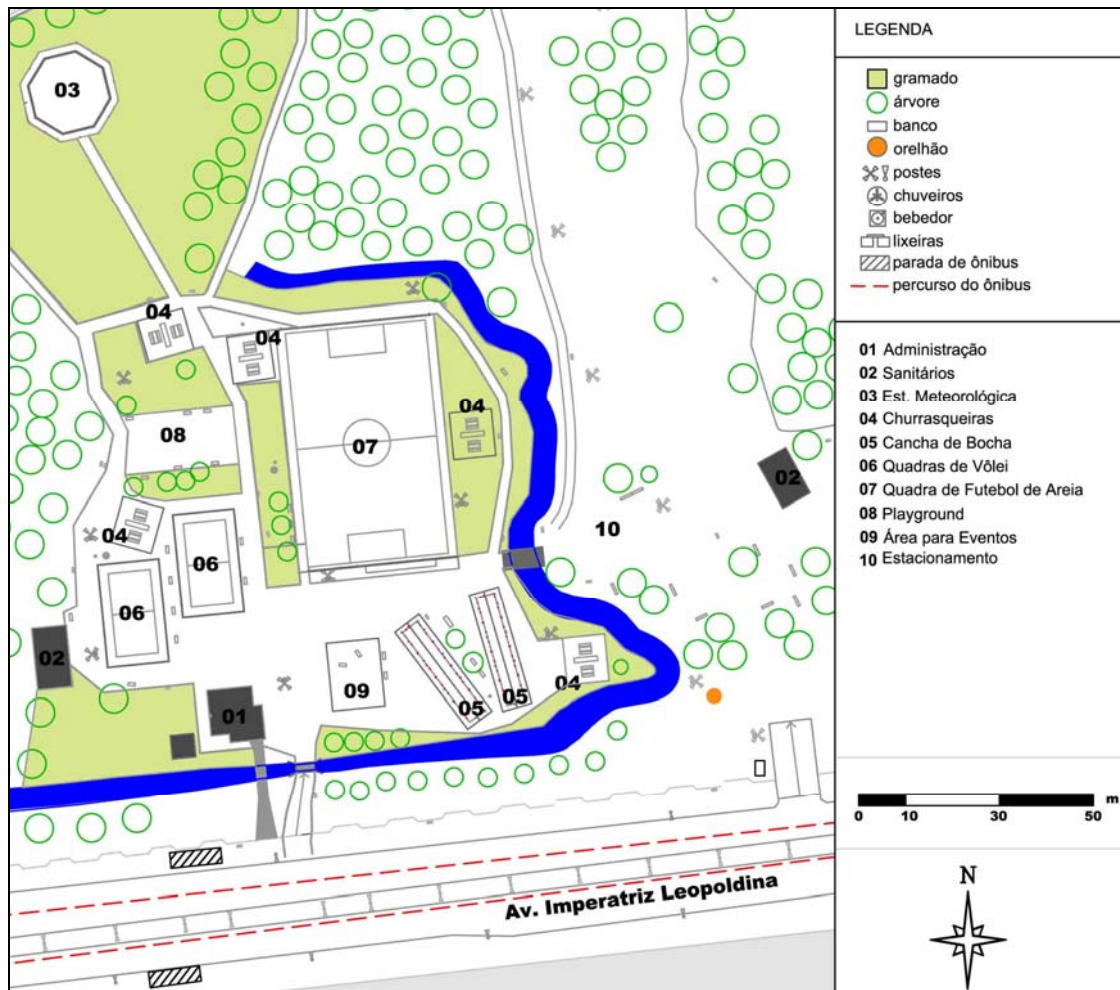 03
04
04
04
07
08
04
06
06
02
02
10
09
05
05
04
01
Av. Imperatriz Leopoldina
LEGENDA
gramado
árvore
banco
orelhão
postes
chuveiros
bebedor
lixeiras
parada de ônibus
percurso do ônibus
01 Administração
02 Sanitários
03 Est. Meteorológica
04 Churrasqueiras
05 Cancha de Bocha
06 Quadras de Vôlei
07 Quadra de Futebol de Areia
08 Playground
09 Área para Eventos
10 Estacionamento
0 10 30 50 m
N